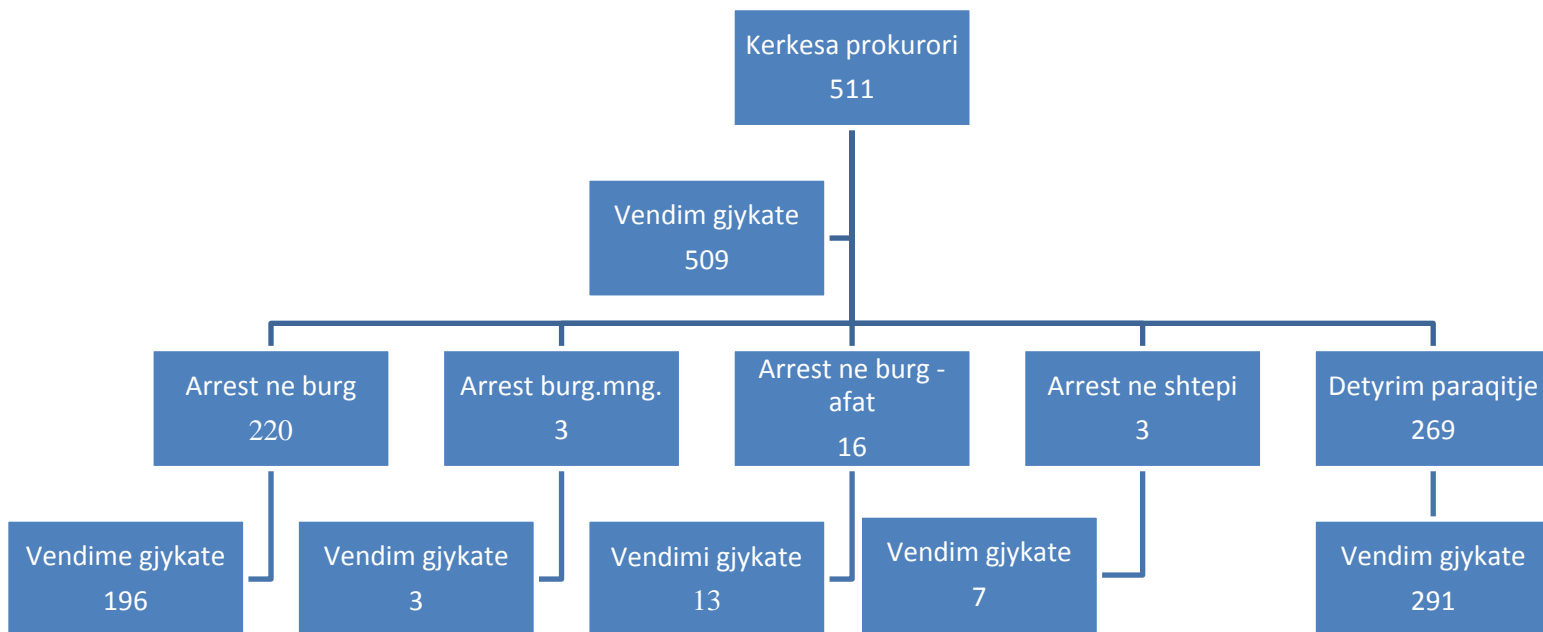 Kerkesa prokurori
511
Vendim gjykate
509
Arrest ne burg
220
Arrest burg.mng.
3
Arrest ne burg -
afat
16
Arrest ne shtepi
3
Detyrim paraqitje
269
Vendime gjykate
196
Vendim gjykate
3
Vendimi gjykate
13
Vendim gjykate
7
Vendim gjykate
291